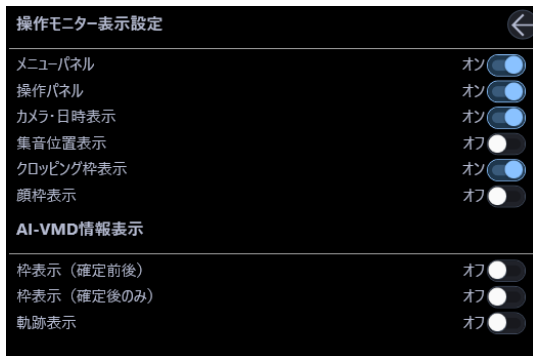 操作モニター表示設定
メニューパネル オン
操作パネル オン
カメラ・日時表示 オン
集音位置表示 オフ
クロッピング枠表示 オン
顔枠表示 オフ
AI-VMD情報表示
枠表示（確定前後） オフ
枠表示（確定後のみ） オフ
軌跡表示 オフ